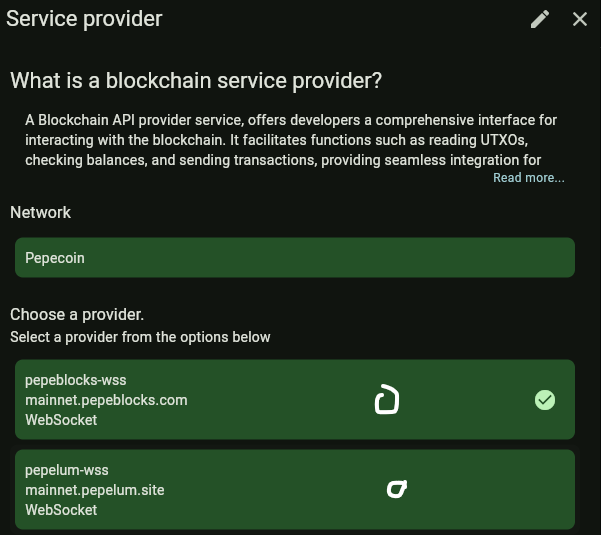 Service provider
What is a blockchain service provider?
A Blockchain API provider service, offers developers a comprehensive interface for
interacting with the blockchain. It facilitates functions such as reading UTXOs,
checking balances, and sending transactions, providing seamless integration for
Read more...
Network
Pepecoin
Choose a provider.
Select a provider from the options below
pepeblocks-wss
mainnet.pepeblocks.com
WebSocket
pepelum-wss
mainnet.pepelum.site
WebSocket